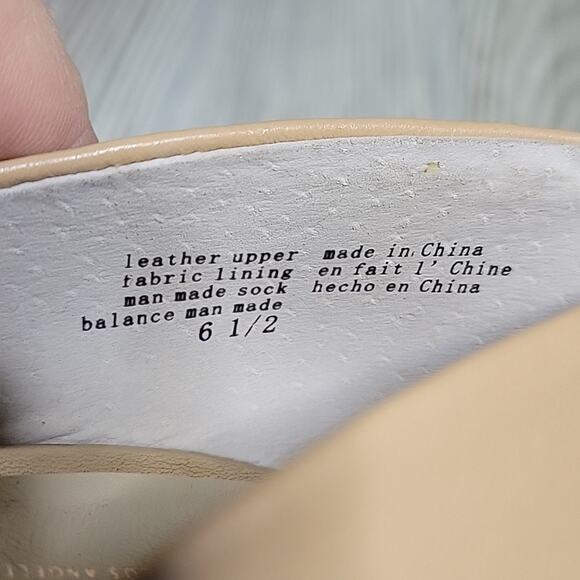 leather upper made in China
fabric lining en fait l' Chine
man made sock hecho en China
balance man made
6 1/2